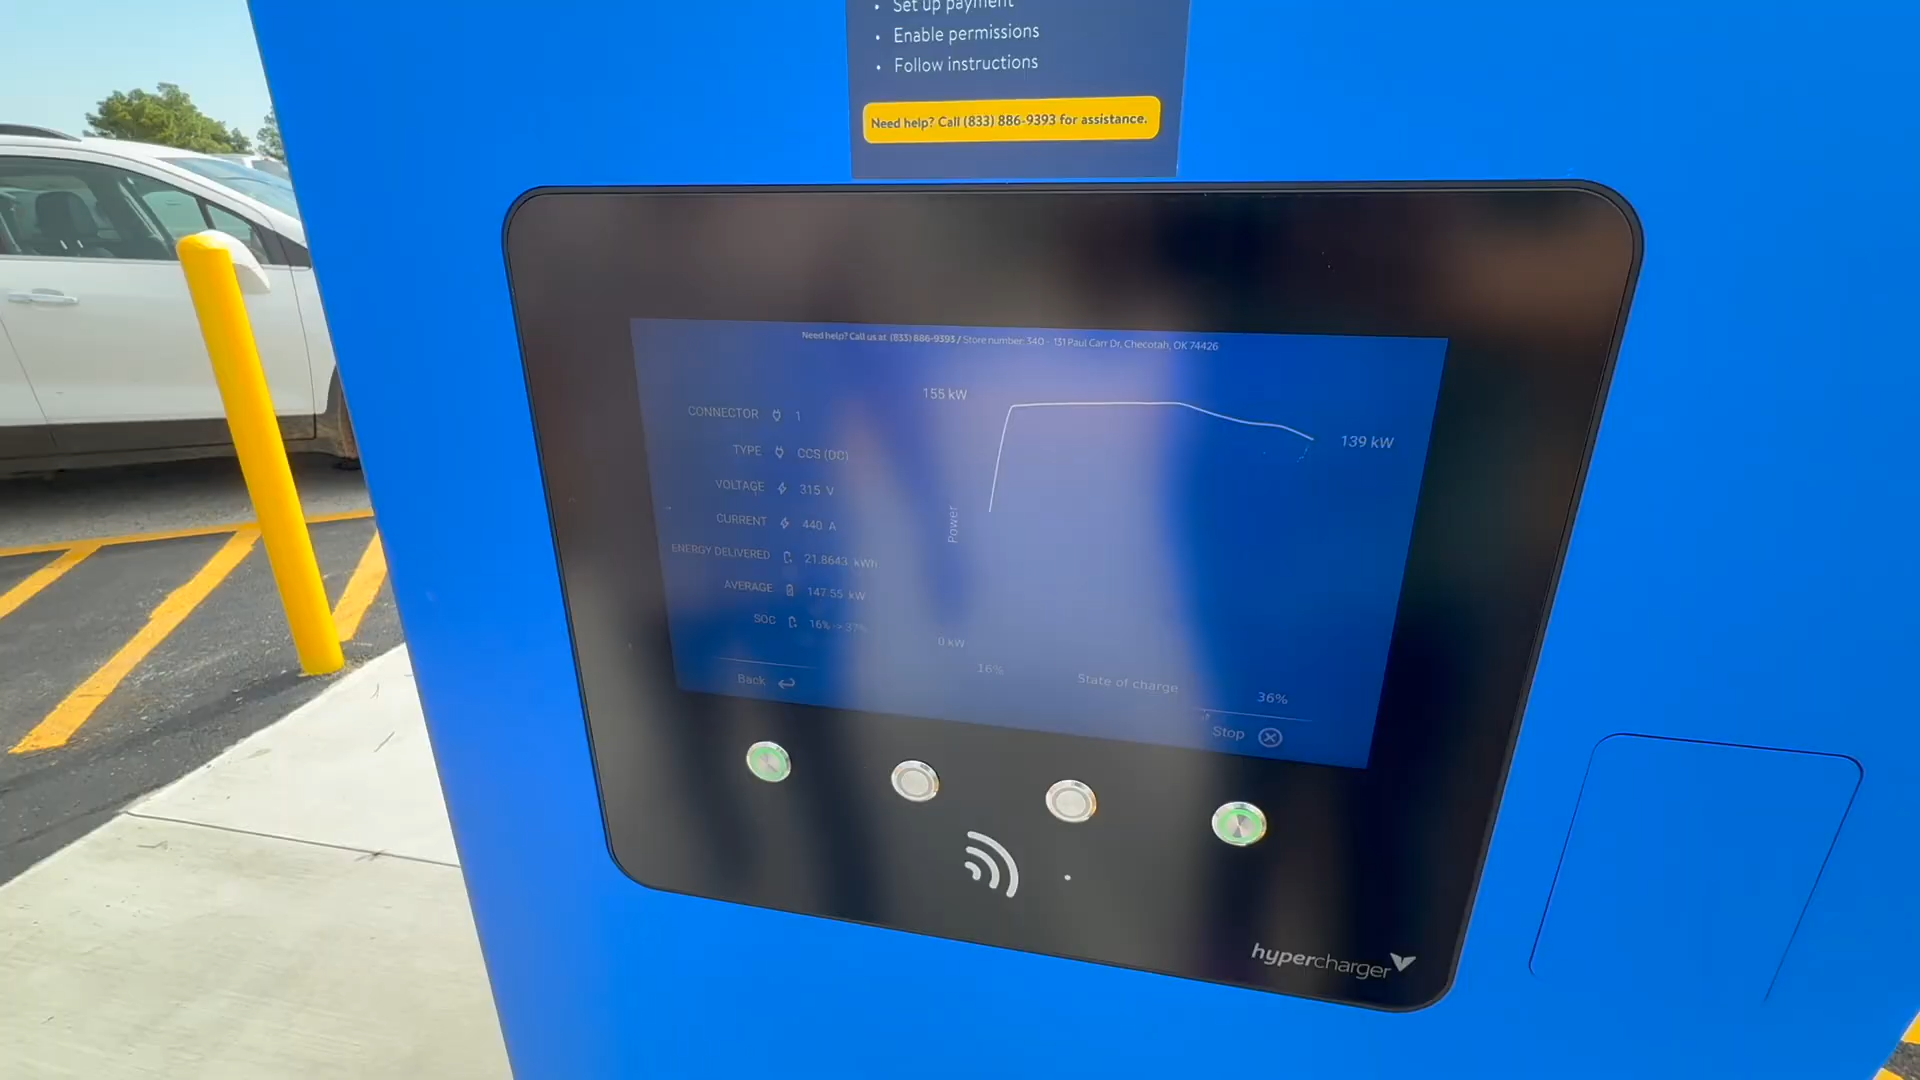 • Set up payment
• Enable permissions
• Follow instructions
Need help? Call (833) 886-9393 for assistance.
Need help? Call us at (833) 886-9393 / Store number: 340 - 131 Paul Carr Dr, Checotah, OK 74426
CONNECTOR 1
TYPE CCS (DC)
VOLTAGE 315 V
CURRENT 440 A
ENERGY DELIVERED 21.8643 kWh
AVERAGE 147.55 kW
SOC 16% -> 37%
155 kW
139 kW
Power
0 kW
16%
State of charge
36%
Back
Stop
hypercharger